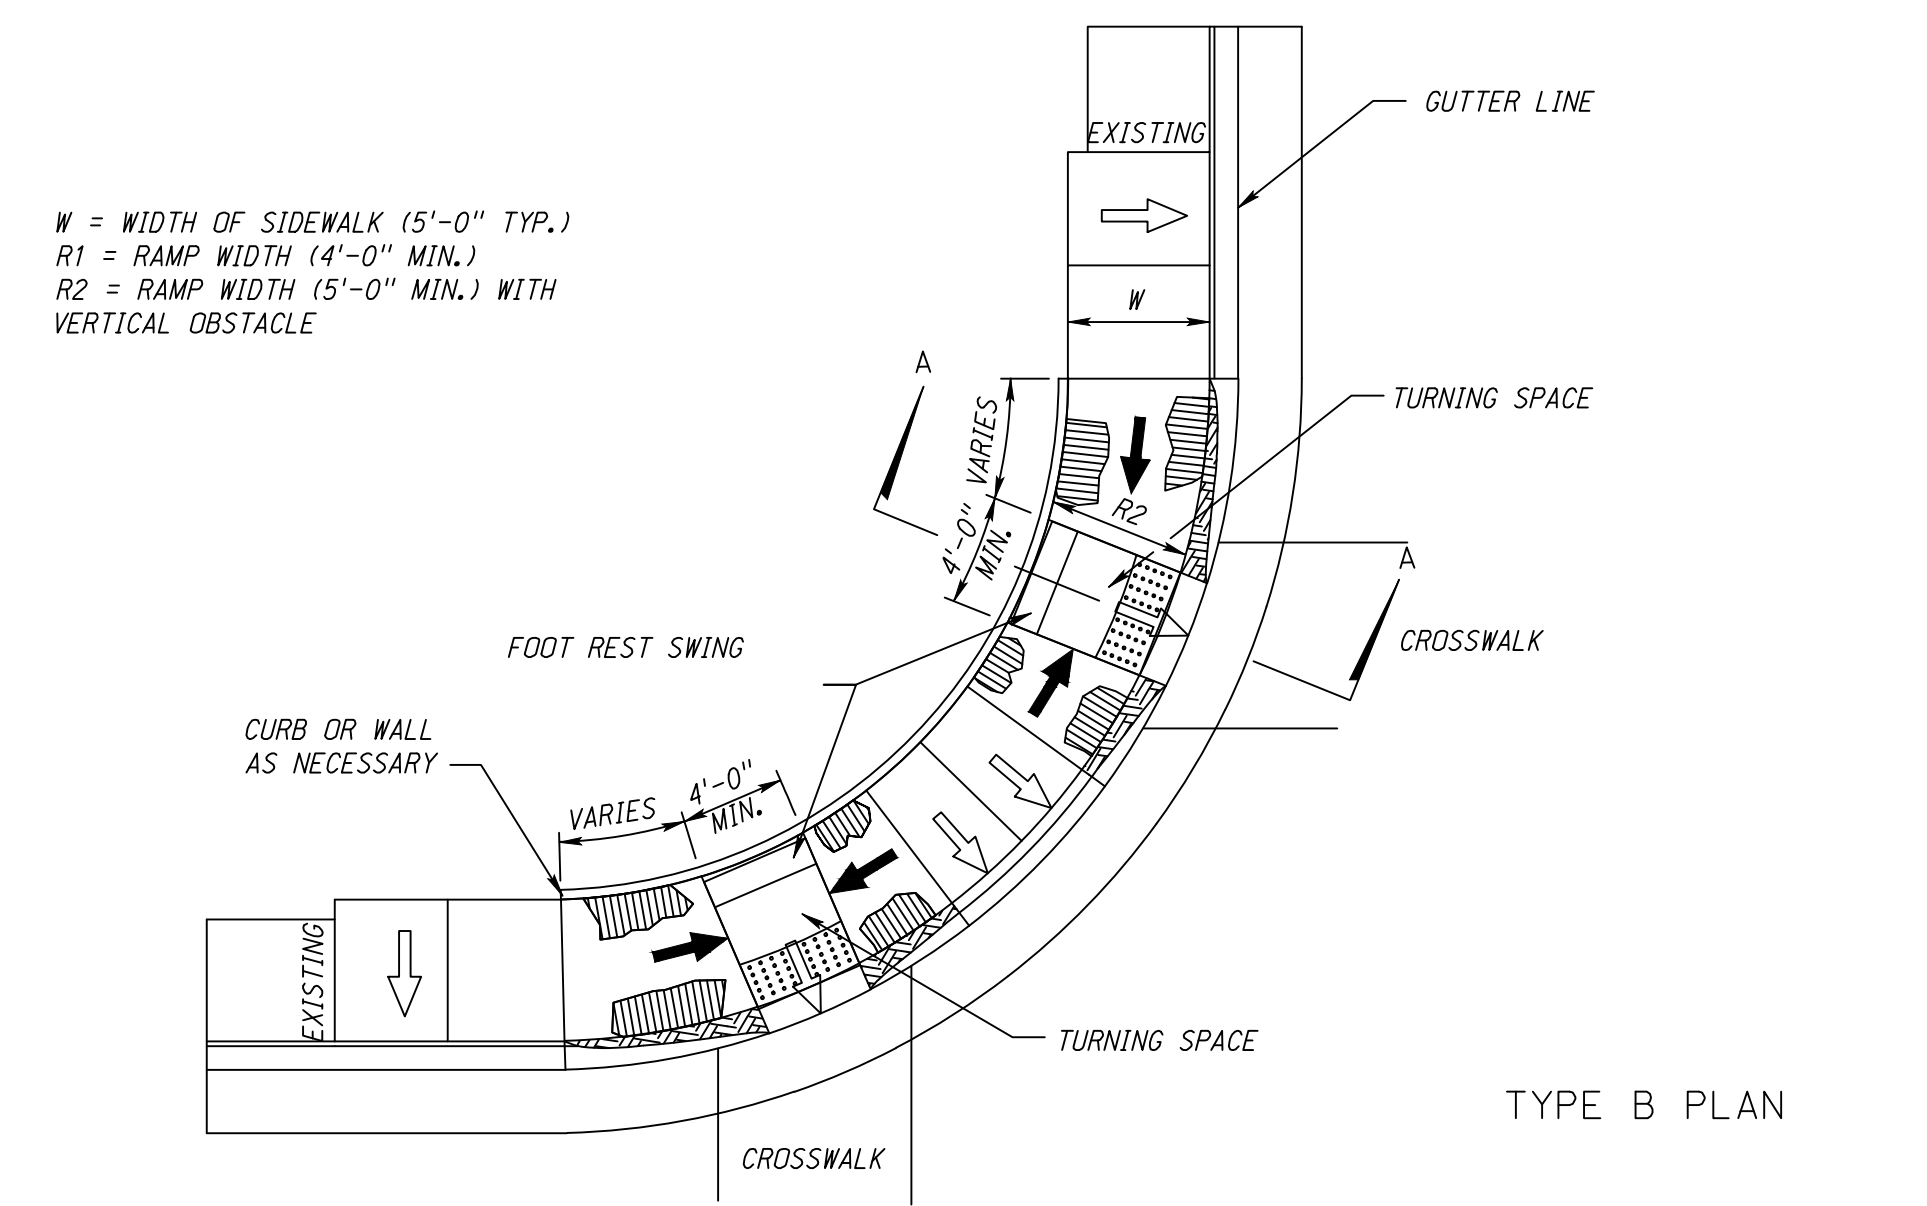 GUTTER LINE
EXISTING
W = WIDTH OF SIDEWALK (5'-0" TYP.)
R1 = RAMP WIDTH (4'-0" MIN.)
R2 = RAMP WIDTH (5'-0" MIN.) WITH
VERTICAL OBSTACLE
W
A
TURNING SPACE
VARIES
R2
4'-0"
MIN.
A
CROSSWALK
FOOT REST SWING
CURB OR WALL
AS NECESSARY
4'-0"
MIN.
VARIES
EXISTING
TURNING SPACE
TYPE B PLAN
CROSSWALK